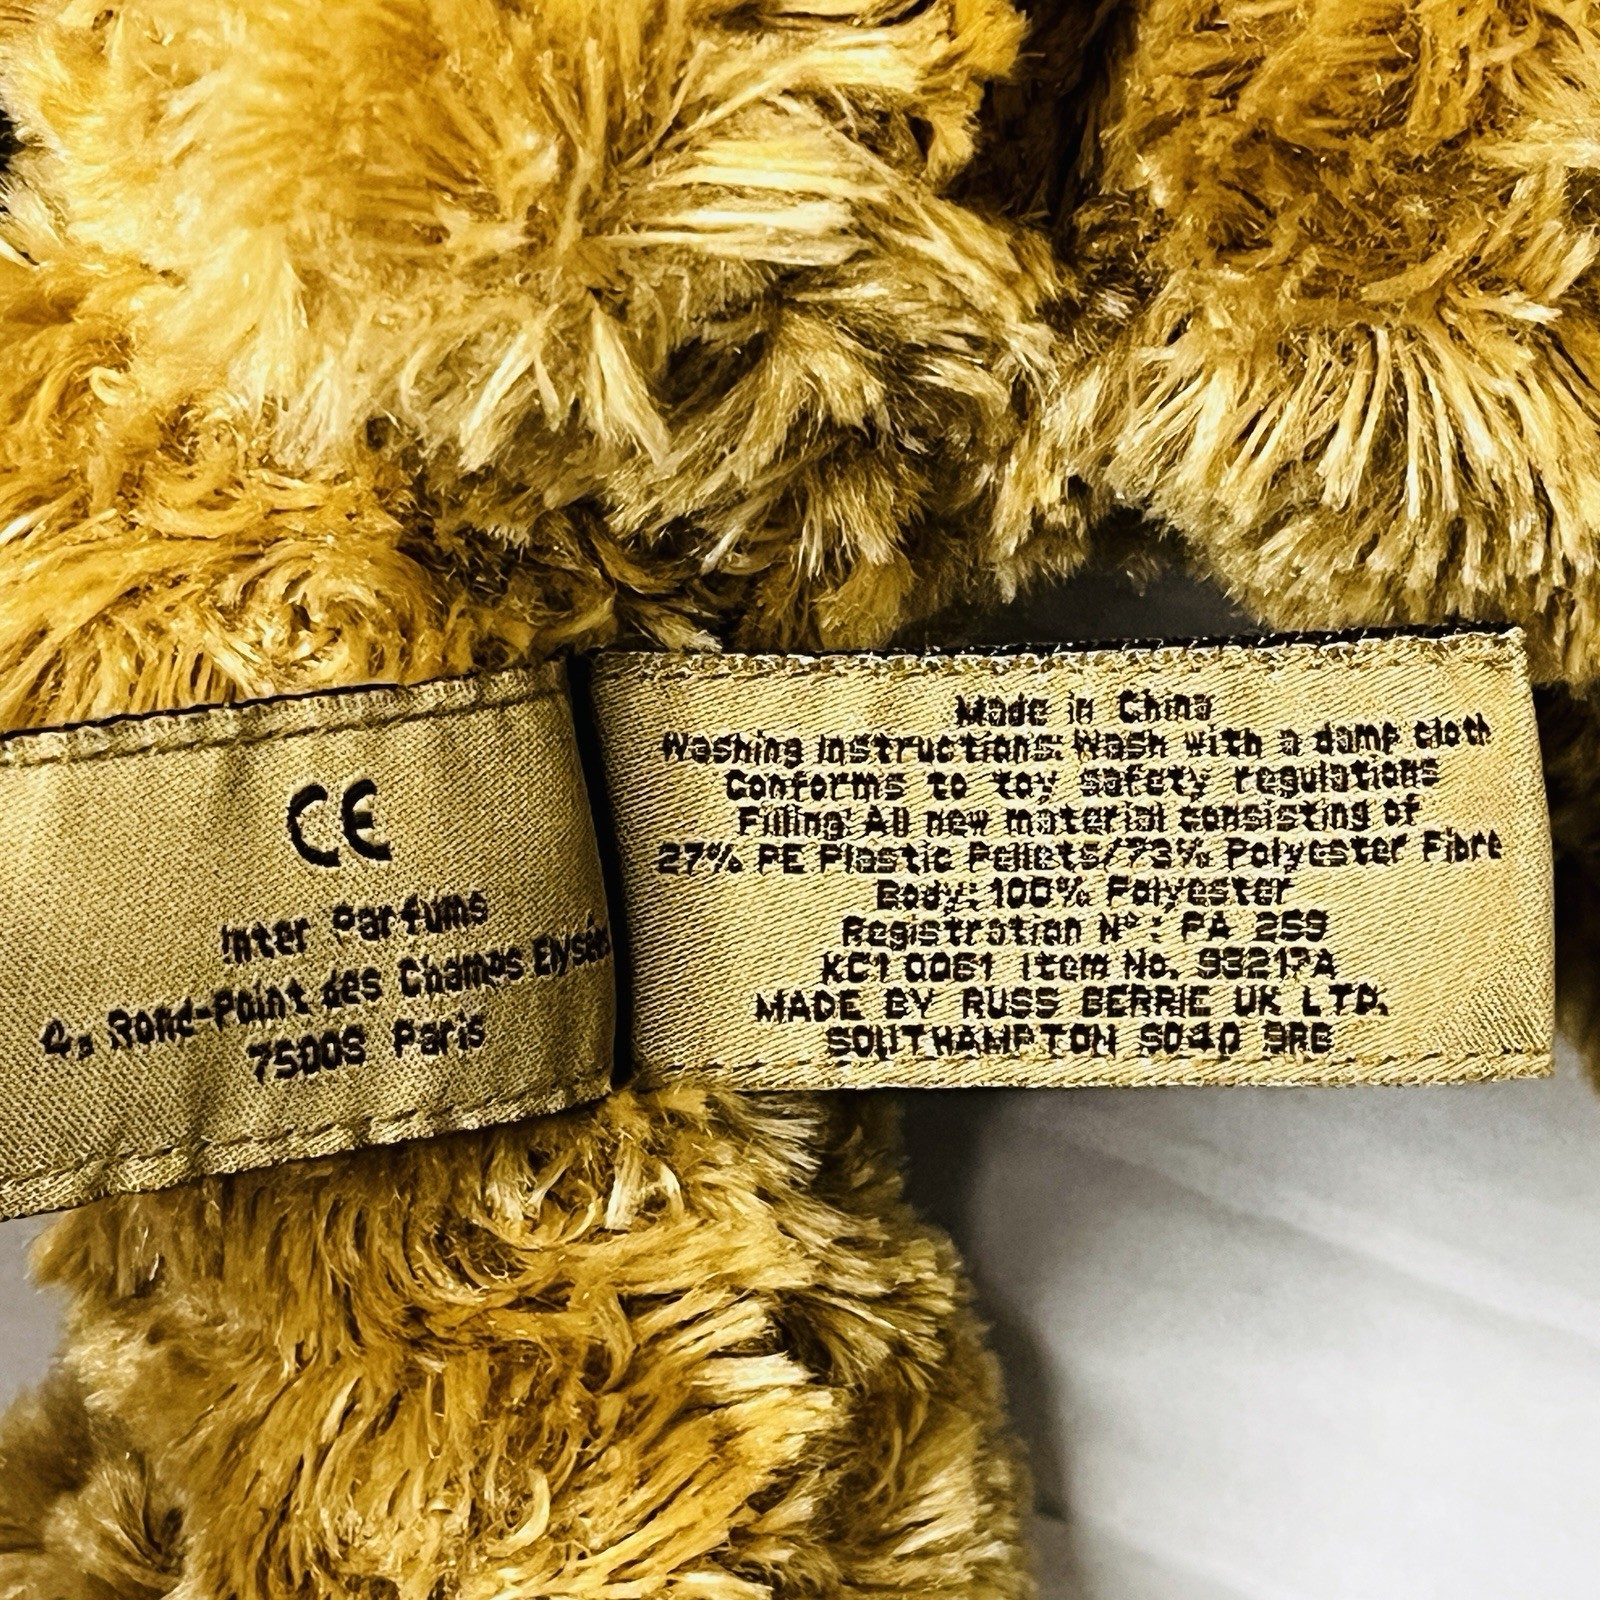 CE
Inter Parfums
4, Rond-Point des Champs Elysées
75008 Paris
Made in China
Washing Instructions: Wash with a damp cloth
Conforms to toy safety regulations
Filling: All new material consisting of
27% PE Plastic Pellets/73% Polyester Fibre
Body: 100% Polyester
Registration Nº : PA 259
KC1 0061 Item No. 93217A
MADE BY RUSS BERRIE UK LTD.
SOUTHAMPTON SO40 9RB